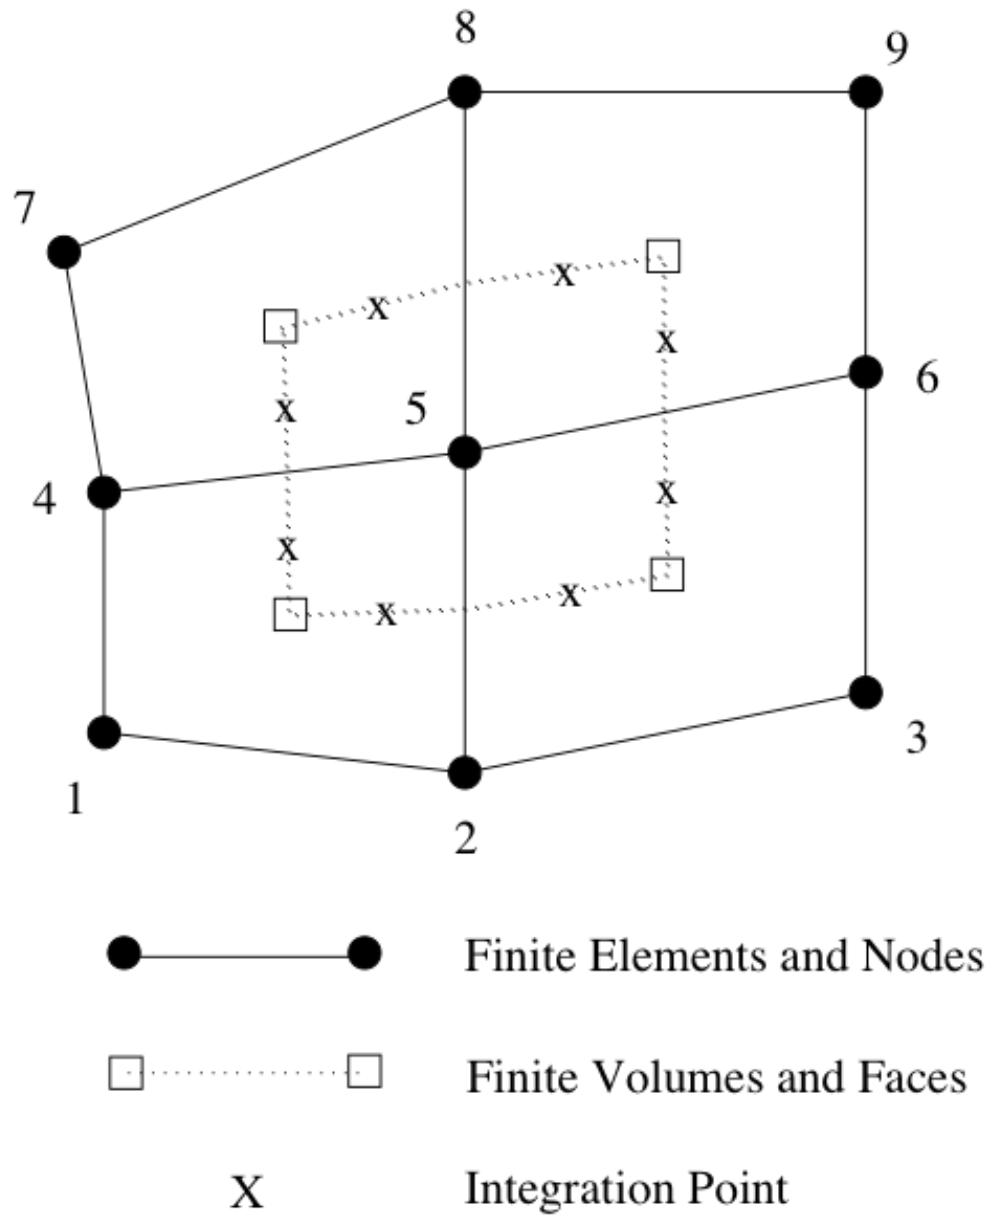 8
9
7
x
x
x
6
5
x
4
x
x
x
x
3
1
2
Finite Elements and Nodes
Finite Volumes and Faces
X Integration Point